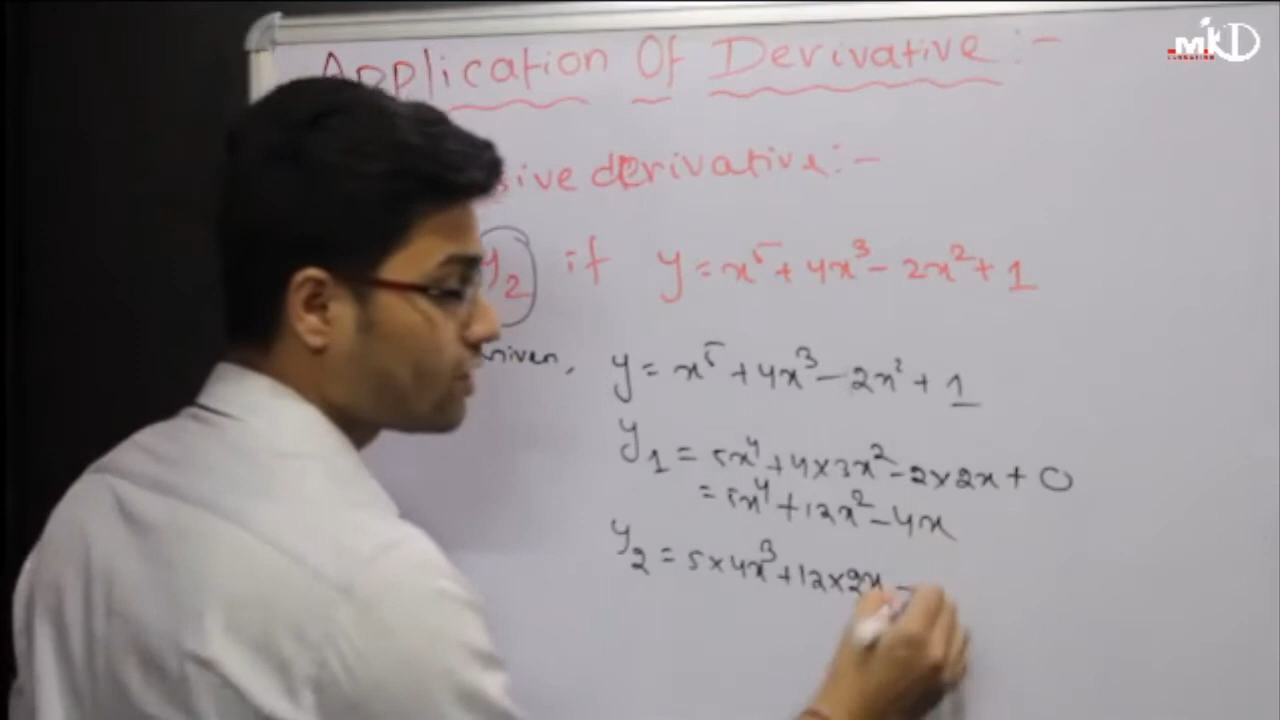 MKD
Application Of Derivative :-
sive derivative :-
y₂ if y = x⁵ + 4x³ - 2x² + 1
Given, y = x⁵ + 4x³ - 2x² + 1
y₁ = 5x⁴ + 4×3x² - 2×2x + 0
= 5x⁴ + 12x² - 4x
y₂ = 5×4x³ + 12×2x -